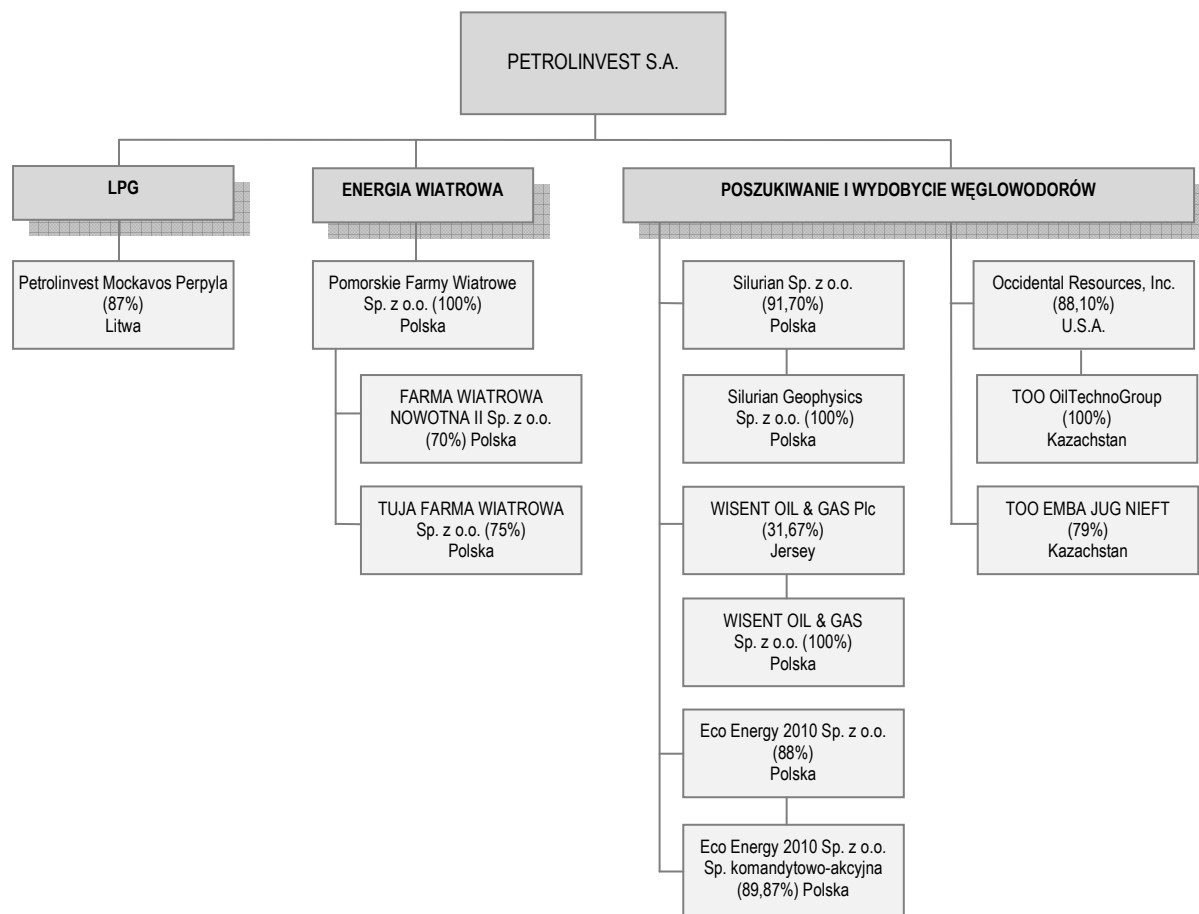 PETROLINVEST S.A.
LPG
ENERGIA WIATROWA
POSZUKIWANIE I WYDOBYCIE WĘGLOWODORÓW
Petrolinvest Mockavos Perpyla
(87%)
Litwa
Pomorskie Farmy Wiatrowe
Sp. z o.o. (100%)
Polska
FARMA WIATROWA
NOWOTNA II Sp. z o.o.
(70%) Polska
TUJA FARMA WIATROWA
Sp. z o.o. (75%)
Polska
Silurian Sp. z o.o.
(91,70%)
Polska
Silurian Geophysics
Sp. z o.o. (100%)
Polska
WISENT OIL & GAS Plc
(31,67%)
Jersey
WISENT OIL & GAS
Sp. z o.o. (100%)
Polska
Eco Energy 2010 Sp. z o.o.
(88%)
Polska
Eco Energy 2010 Sp. z o.o.
Sp. komandytowo-akcyjna
(89,87%) Polska
Occidental Resources, Inc.
(88,10%)
U.S.A.
TOO OilTechnoGroup
(100%)
Kazachstan
TOO EMBA JUG NIEFT
(79%)
Kazachstan